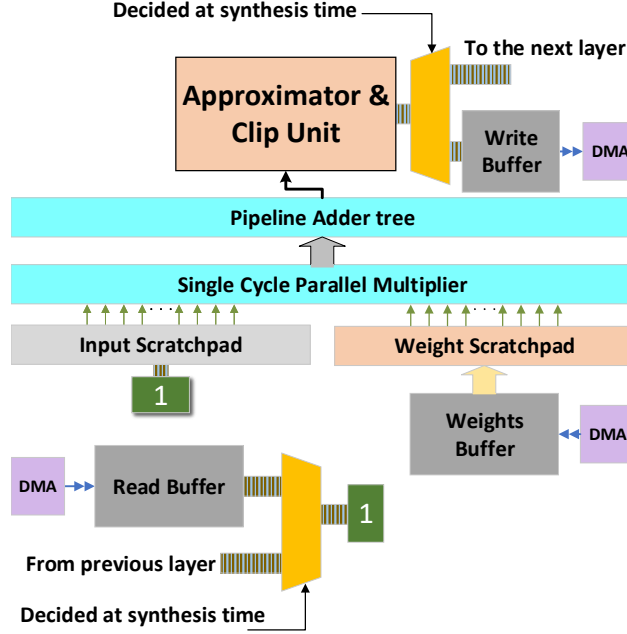 Decided at synthesis time
To the next layer
Approximator &
Clip Unit
Write
Buffer
DMA
Pipeline Adder tree
Single Cycle Parallel Multiplier
. . .
. . .
Input Scratchpad
Weight Scratchpad
1
Weights
Buffer
DMA
DMA
Read Buffer
1
From previous layer
Decided at synthesis time